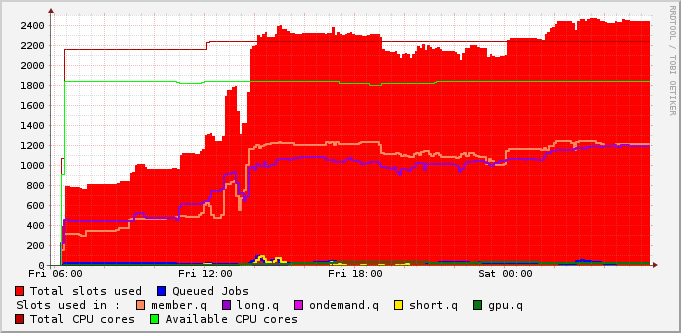 RRDTOOL / TOBI OETIKER
2400
2200
2000
1800
1600
1400
1200
1000
800
600
400
200
0
Fri 06:00 Fri 12:00 Fri 18:00 Sat 00:00
Total slots used Queued Jobs
Slots used in : member.q long.q ondemand.q short.q gpu.q
Total CPU cores Available CPU cores